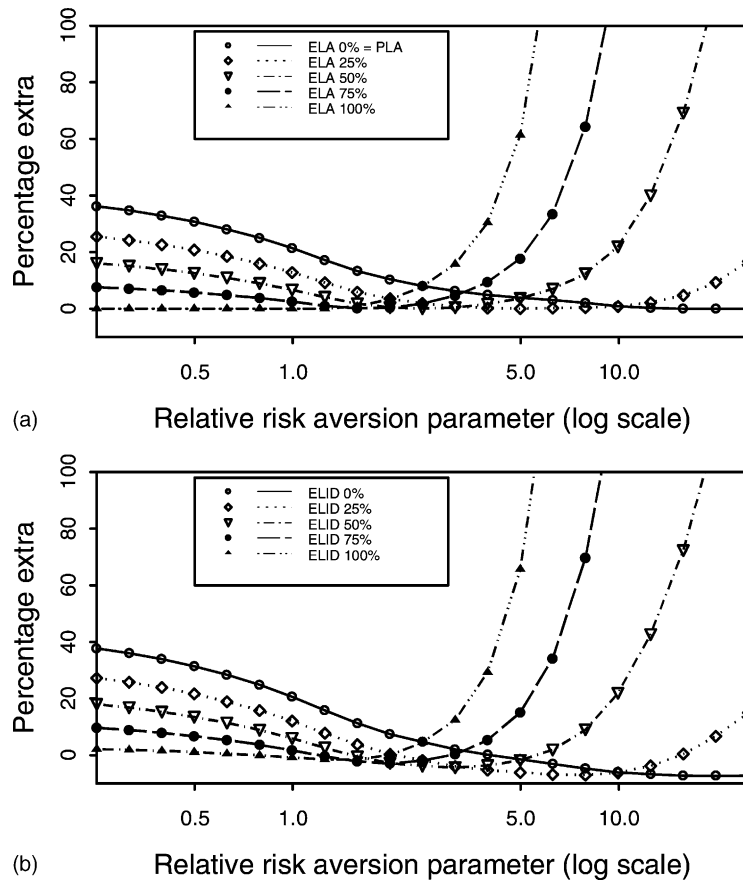 100
80
60
40
20
0
Percentage extra
ELA 0% = PLA
ELA 25%
ELA 50%
ELA 75%
ELA 100%
0.5 1.0 5.0 10.0
(a) Relative risk aversion parameter (log scale)
100
80
60
40
20
0
Percentage extra
ELID 0%
ELID 25%
ELID 50%
ELID 75%
ELID 100%
0.5 1.0 5.0 10.0
(b) Relative risk aversion parameter (log scale)